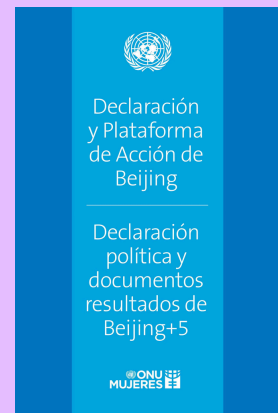 Declaración
y Plataforma
de Acción de
Beijing
Declaración
política y
documentos
resultados de
Beijing+5
ONU
MUJERES